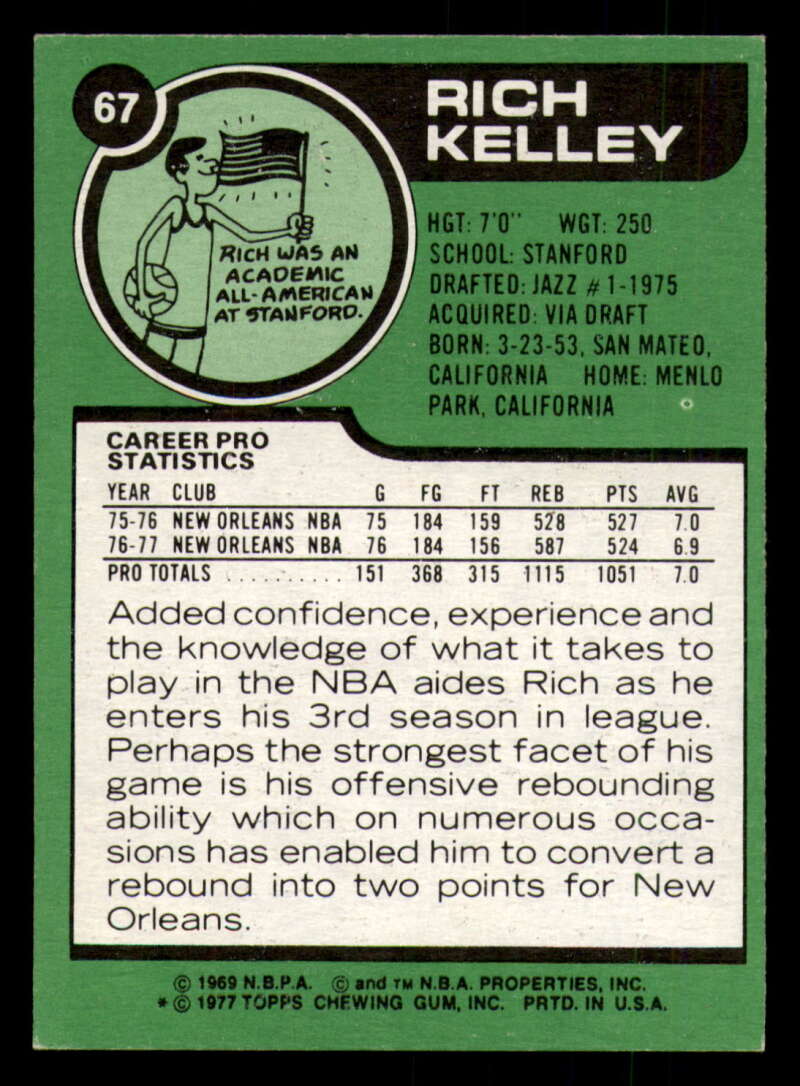 67
RICH
KELLEY
RICH WAS AN
ACADEMIC
ALL-AMERICAN
AT STANFORD.
HGT: 7'0" WGT: 250
SCHOOL: STANFORD
DRAFTED: JAZZ #1-1975
ACQUIRED: VIA DRAFT
BORN: 3-23-53, SAN MATEO,
CALIFORNIA HOME: MENLO
PARK, CALIFORNIA
CAREER PRO
STATISTICS
YEAR CLUB G FG FT REB PTS AVG
75-76 NEW ORLEANS NBA 75 184 159 528 527 7.0
76-77 NEW ORLEANS NBA 76 184 156 587 524 6.9
PRO TOTALS .......... 151 368 315 1115 1051 7.0
Added confidence, experience and
the knowledge of what it takes to
play in the NBA aides Rich as he
enters his 3rd season in league.
Perhaps the strongest facet of his
game is his offensive rebounding
ability which on numerous occa-
sions has enabled him to convert a
rebound into two points for New
Orleans.
© 1969 N.B.P.A. © and TM N.B.A. PROPERTIES, INC.
* © 1977 TOPPS CHEWING GUM, INC. PRTD. IN U.S.A.